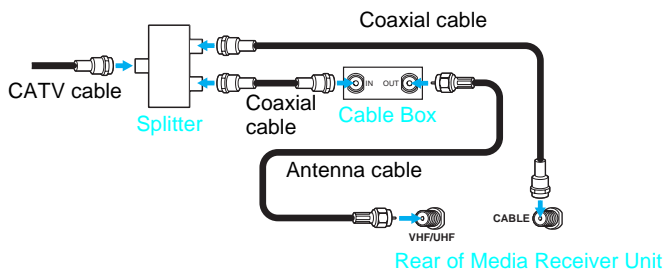 Coaxial cable
CATV cable
Splitter
Coaxial
cable
IN
OUT
Cable Box
Antenna cable
VHF/UHF
CABLE
Rear of Media Receiver Unit